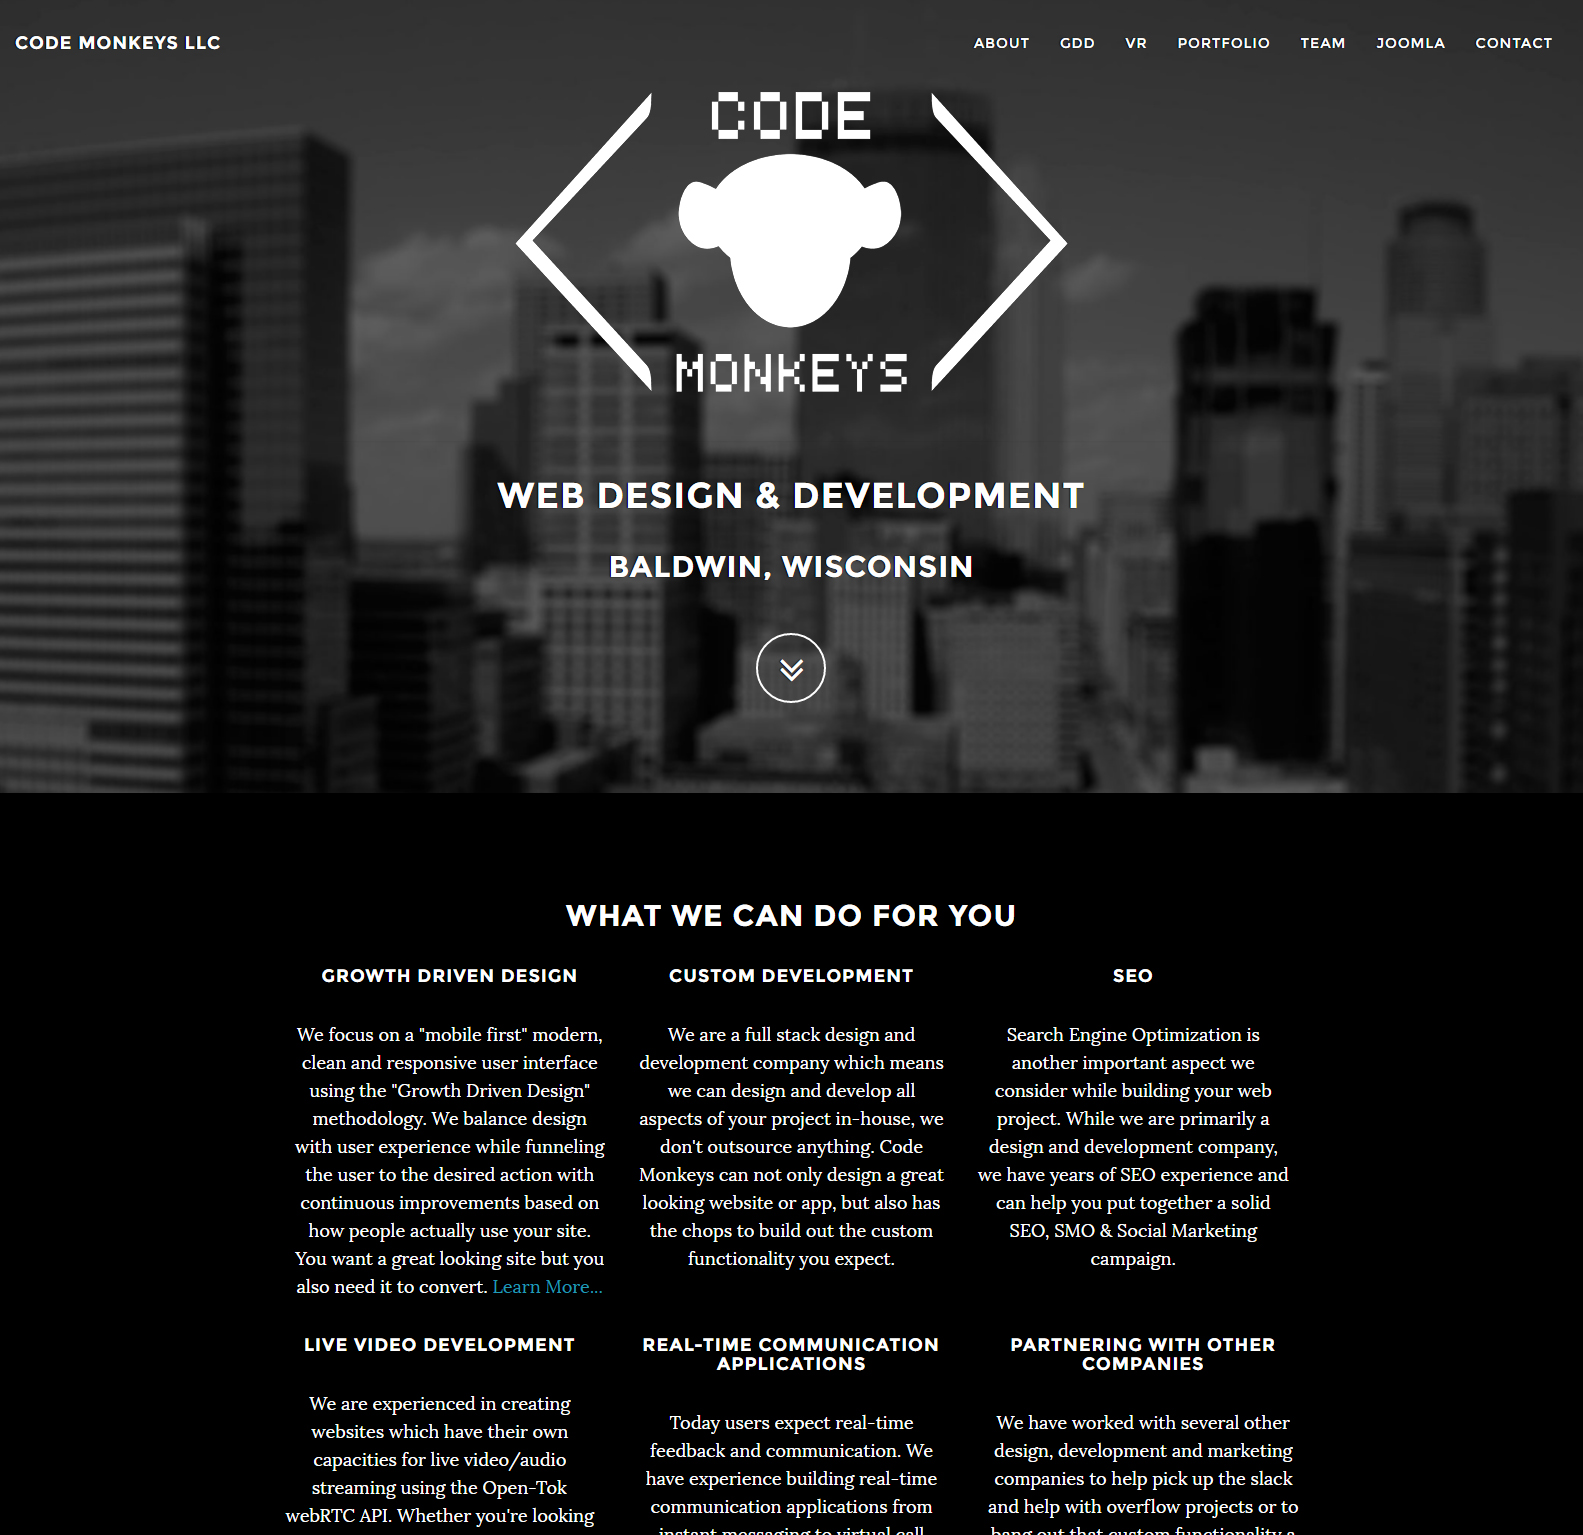 CODE MONKEYS LLC
ABOUT GDD VR PORTFOLIO TEAM JOOMLA CONTACT
CODE
MONKEYS
WEB DESIGN & DEVELOPMENT
BALDWIN, WISCONSIN
WHAT WE CAN DO FOR YOU
GROWTH DRIVEN DESIGN
We focus on a "mobile first" modern,
clean and responsive user interface
using the "Growth Driven Design"
methodology. We balance design
with user experience while funneling
the user to the desired action with
continuous improvements based on
how people actually use your site.
You want a great looking site but you
also need it to convert. Learn More...
CUSTOM DEVELOPMENT
We are a full stack design and
development company which means
we can design and develop all
aspects of your project in-house, we
don't outsource anything. Code
Monkeys can not only design a great
looking website or app, but also has
the chops to build out the custom
functionality you expect.
SEO
Search Engine Optimization is
another important aspect we
consider while building your web
project. While we are primarily a
design and development company,
we have years of SEO experience and
can help you put together a solid
SEO, SMO & Social Marketing
campaign.
LIVE VIDEO DEVELOPMENT
We are experienced in creating
websites which have their own
capacities for live video/audio
streaming using the Open-Tok
webRTC API. Whether you're looking
REAL-TIME COMMUNICATION
APPLICATIONS
Today users expect real-time
feedback and communication. We
have experience building real-time
communication applications from
instant messaging to virtual call
PARTNERING WITH OTHER
COMPANIES
We have worked with several other
design, development and marketing
companies to help pick up the slack
and help with overflow projects or to
bang out that custom functionality a